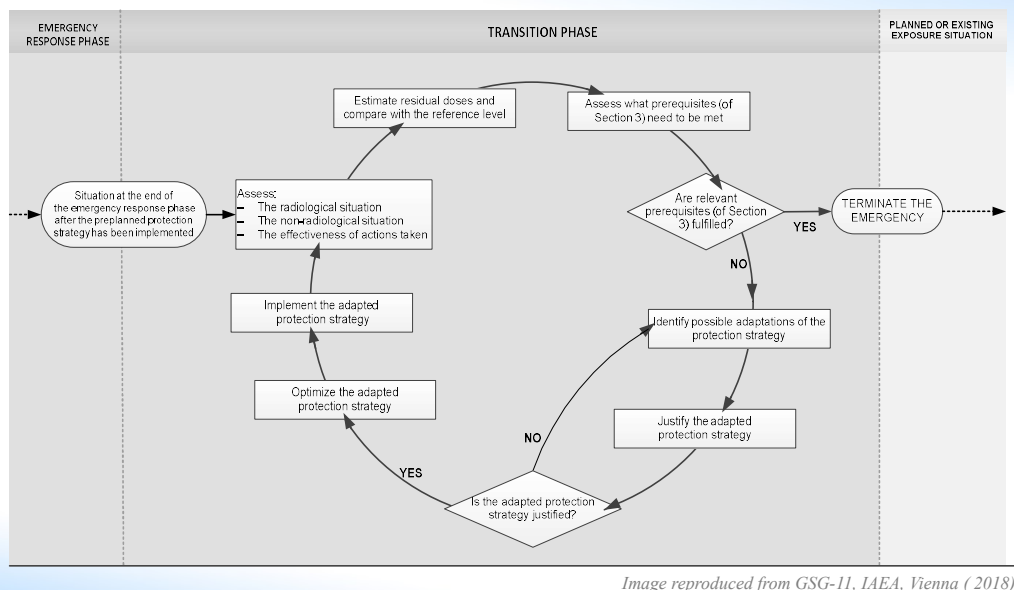 EMERGENCY
RESPONSE PHASE
TRANSITION PHASE
PLANNED OR EXISTING
EXPOSURE SITUATION
Estimate residual doses and
compare with the reference level
Assess what prerequisites (of
Section 3) need to be met
Situation at the end of
the emergency response phase
after the preplanned protection
strategy has been implemented
Assess:
– The radiological situation
– The non-radiological situation
– The effectiveness of actions taken
Are relevant
prerequisites (of Section
3) fulfilled?
YES
TERMINATE THE
EMERGENCY
NO
Implement the adapted
protection strategy
Identify possible adaptations of the
protection strategy
Optimize the adapted
protection strategy
Justify the adapted
protection strategy
NO
YES
Is the adapted protection
strategy justified?
Image reproduced from GSG-11, IAEA, Vienna ( 2018)